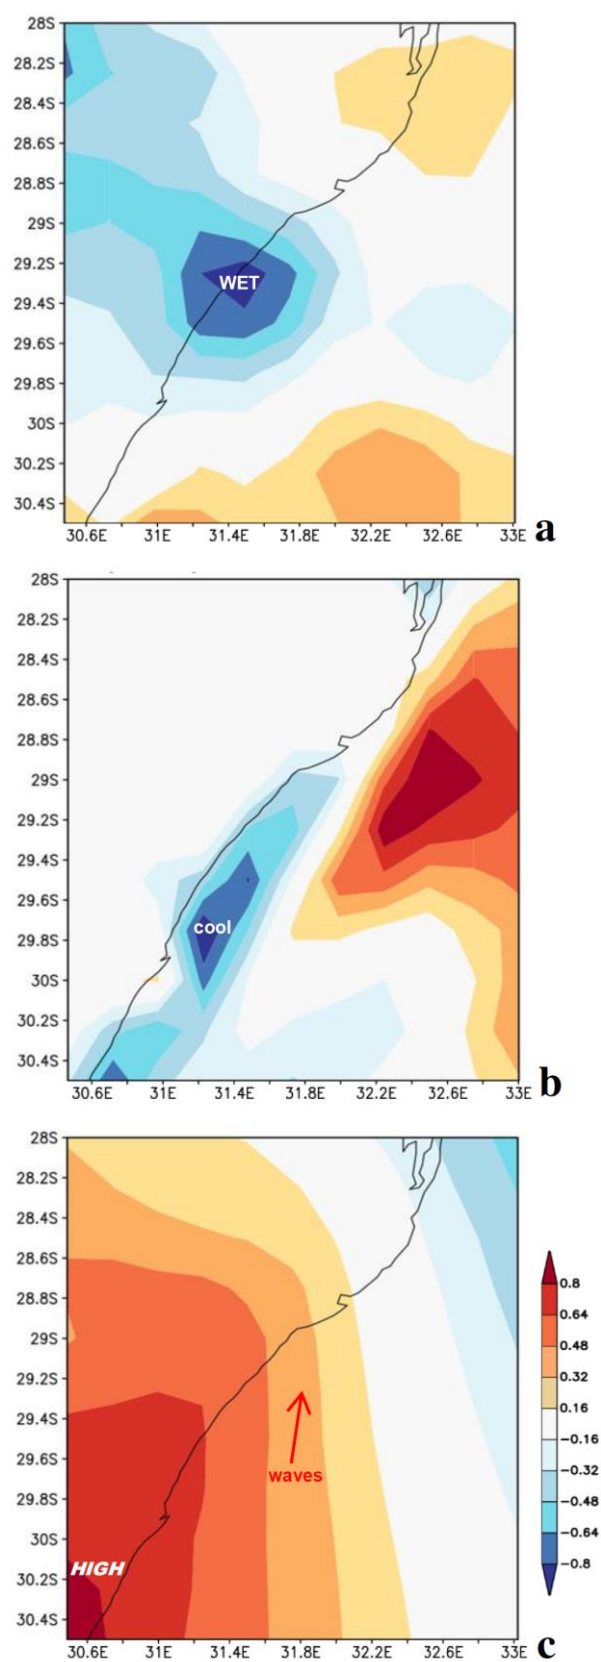 28S
28.2S
28.4S
28.6S
28.8S
29S
29.2S
WET
29.4S
29.6S
29.8S
30S
30.2S
30.4S
30.6E 31E 31.4E 31.8E 32.2E 32.6E 33E
a
28S
28.2S
28.4S
28.6S
28.8S
29S
29.2S
29.4S
29.6S
cool
29.8S
30S
30.2S
30.4S
30.6E 31E 31.4E 31.8E 32.2E 32.6E 33E
b
28S
28.2S
28.4S
28.6S
28.8S
29S
29.2S
29.4S
29.6S
waves
29.8S
30S
HIGH
30.2S
30.4S
30.6E 31E 31.4E 31.8E 32.2E 32.6E 33E
c
0.8
0.64
0.48
0.32
0.16
-0.16
-0.32
-0.48
-0.64
-0.8